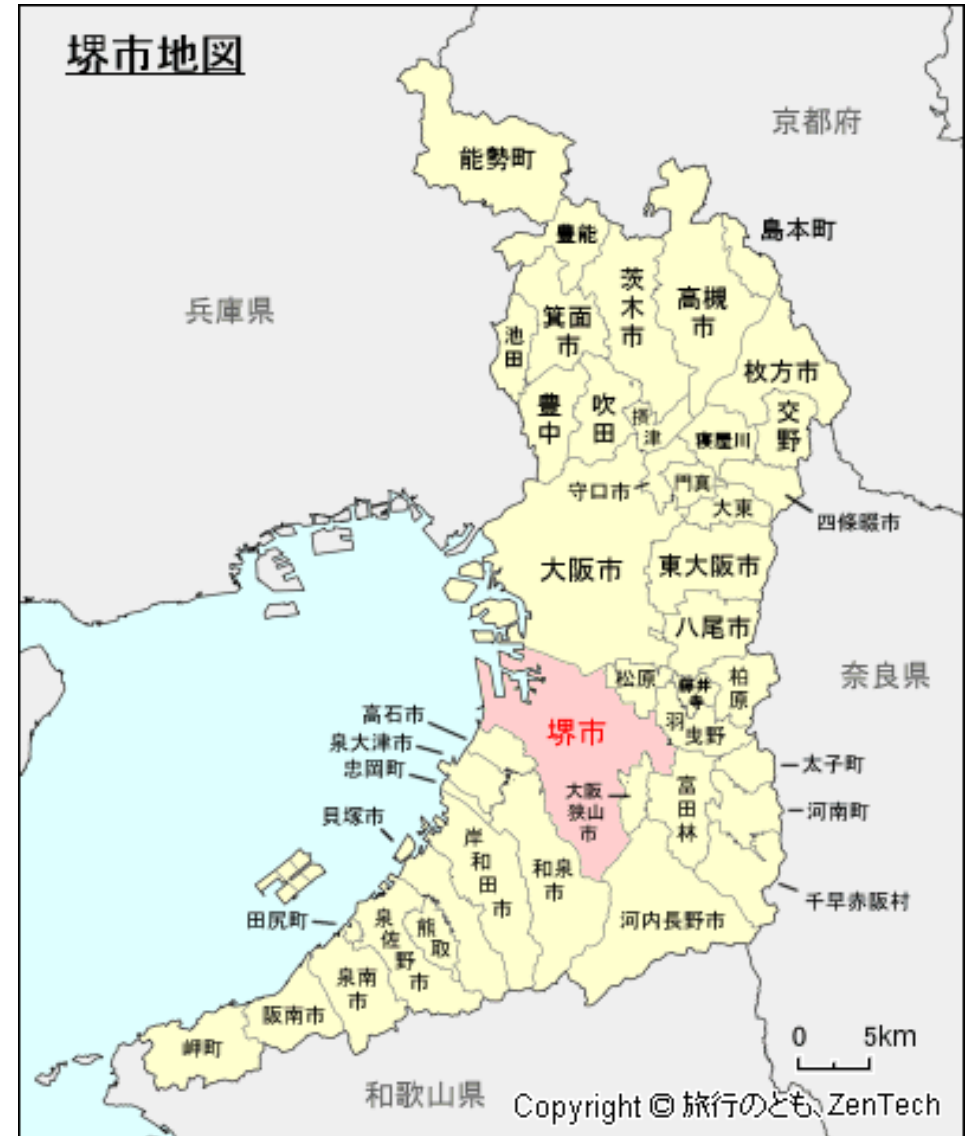 堺市地図
京都府
能勢町
島本町
豊能
茨木市
高槻市
兵庫県
箕面市
池田
枚方市
豊中
吹田
摂津
交野
寝屋川
守口市
門真
大東
四條畷市
大阪市
東大阪市
八尾市
松原
藤井寺
柏原
奈良県
羽曳野
高石市
堺市
泉大津市
忠岡町
太子町
大阪狭山市
富田林
河南町
貝塚市
岸和田市
和泉市
千早赤阪村
田尻町
泉佐野市
熊取
河内長野市
泉南市
阪南市
岬町
0 5km
和歌山県
Copyright © 旅行のとも、ZenTech